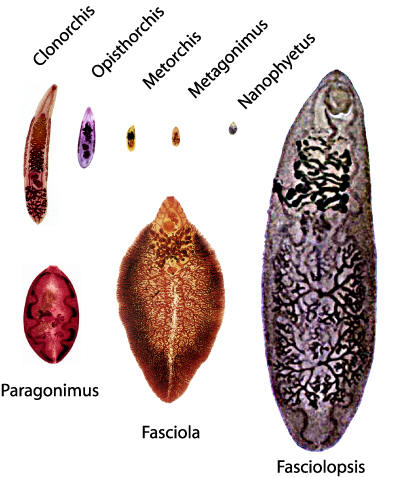 Clonorchis
Opisthorchis
Metorchis
Metagonimus
Nanophyetus
Paragonimus
Fasciola
Fasciolopsis